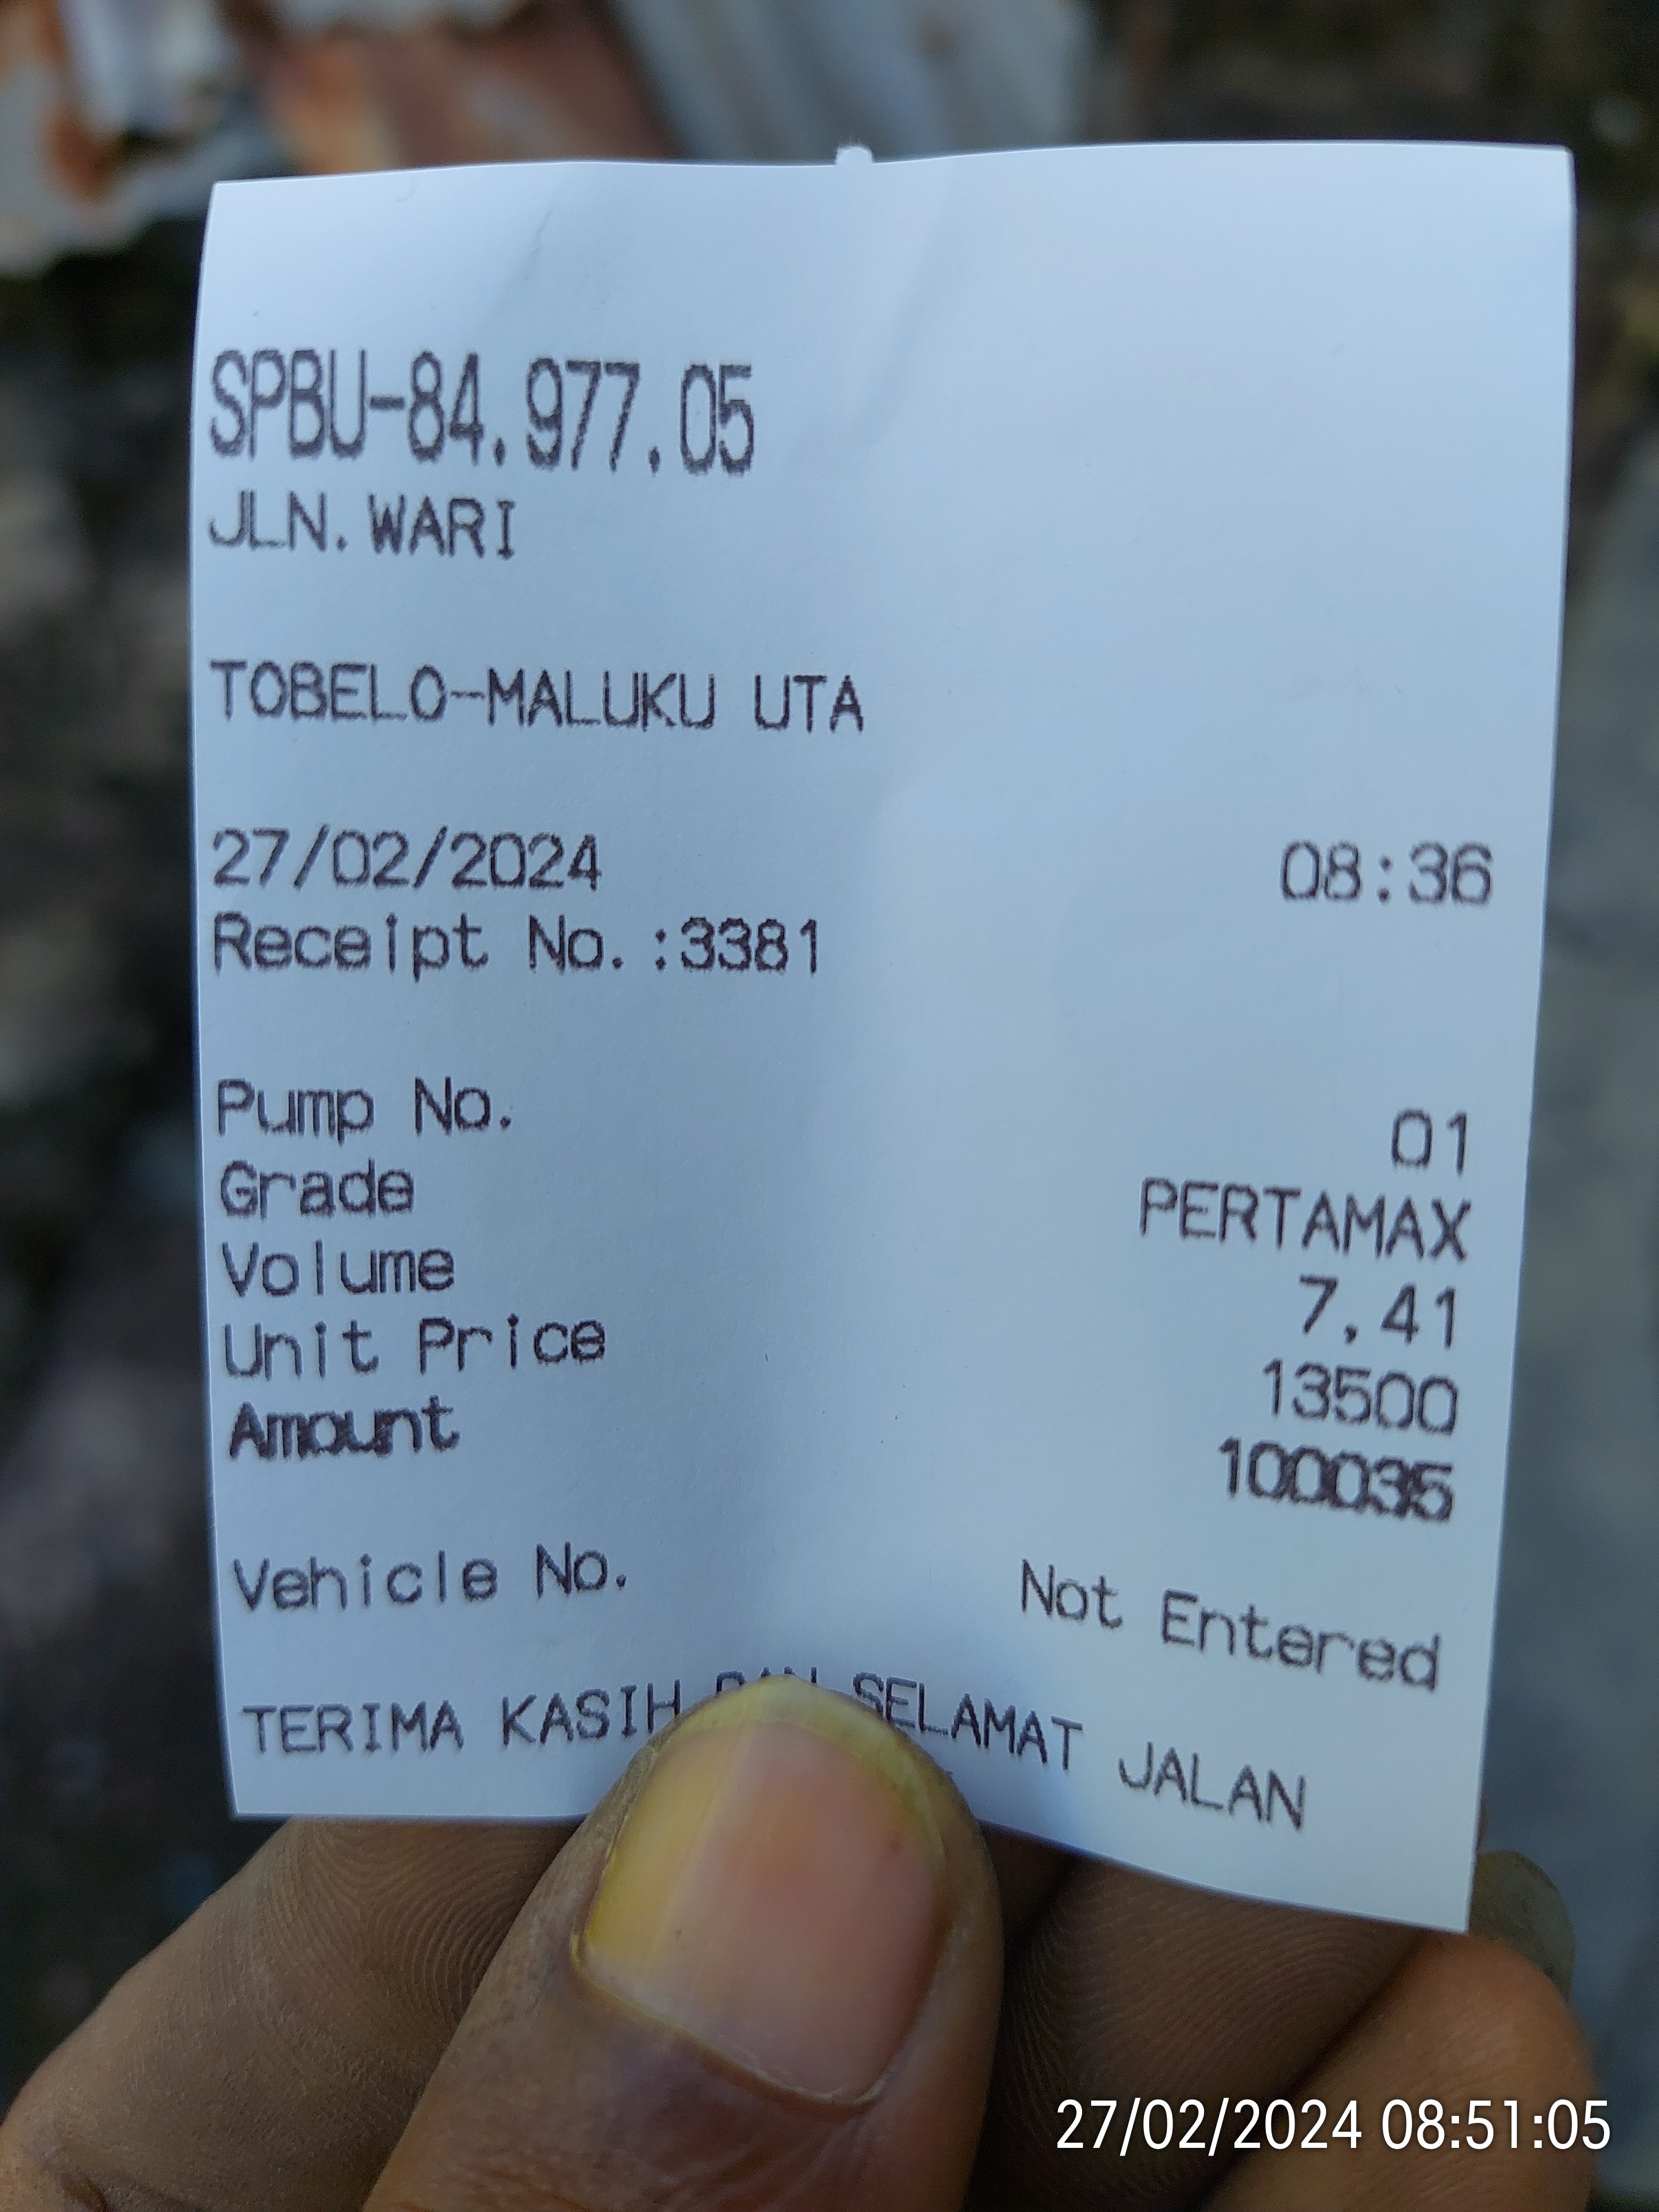 SPBU-84.977.05
JLN. WARI
TOBELO-MALUKU UTA
27/02/2024 08:36
Receipt No.:3381
Pump No. 01
Grade PERTAMAX
Volume 7.41
Unit Price 13500
Amount 100035
Vehicle No. Not Entered
TERIMA KASIH DAN SELAMAT JALAN
27/02/2024 08:51:05